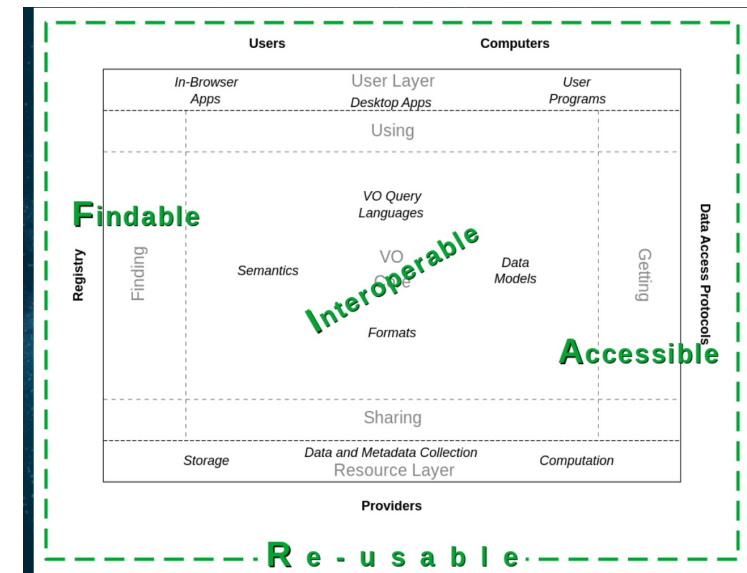 Users Computers
In-Browser Apps
User Layer
Desktop Apps
User Programs
Using
Findable
VO Query
Languages
Registry
Finding
Semantics
VO
Core
Interoperable
Data
Models
Getting
Data Access Protocols
Formats
Accessible
Sharing
Storage
Data and Metadata Collection
Computation
Resource Layer
Providers
Re-usable